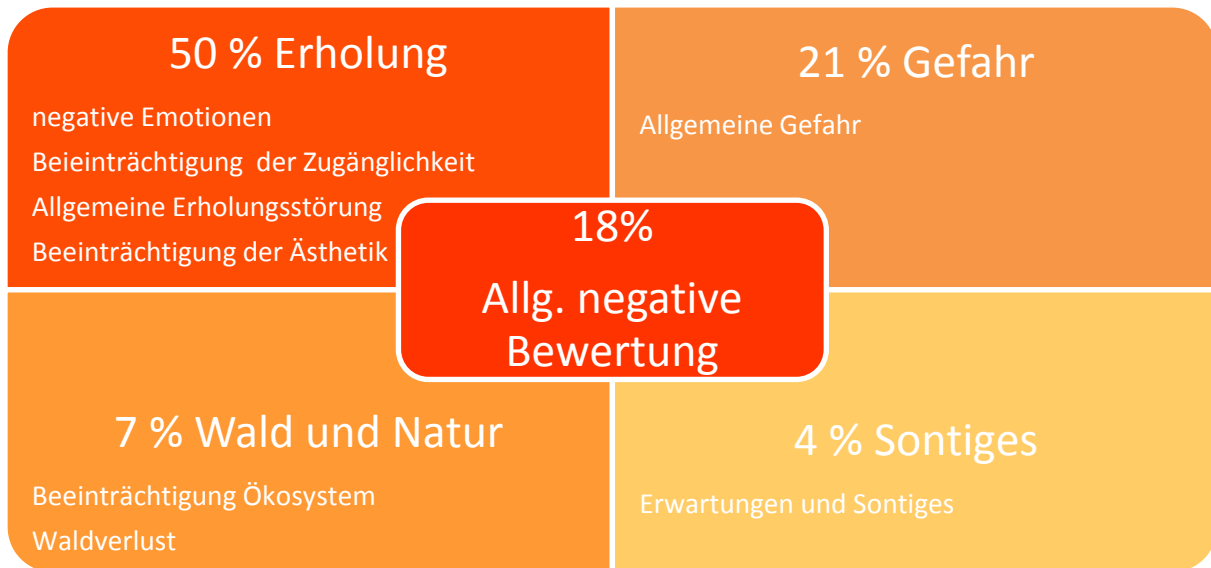 50 % Erholung
negative Emotionen
Beieinträchtigung der Zugänglichkeit
Allgemeine Erholungsstörung
Beeinträchtigung der Ästhetik
21 % Gefahr
Allgemeine Gefahr
18%
Allg. negative
Bewertung
7 % Wald und Natur
Beeinträchtigung Ökosystem
Waldverlust
4 % Sontiges
Erwartungen und Sontiges